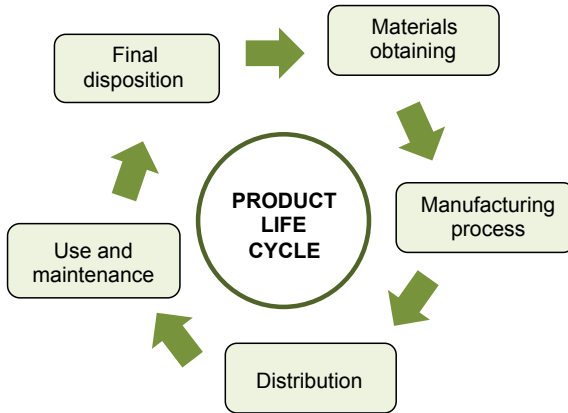 Final
disposition
Materials
obtaining
Manufacturing
process
Distribution
Use and
maintenance
PRODUCT
LIFE
CYCLE